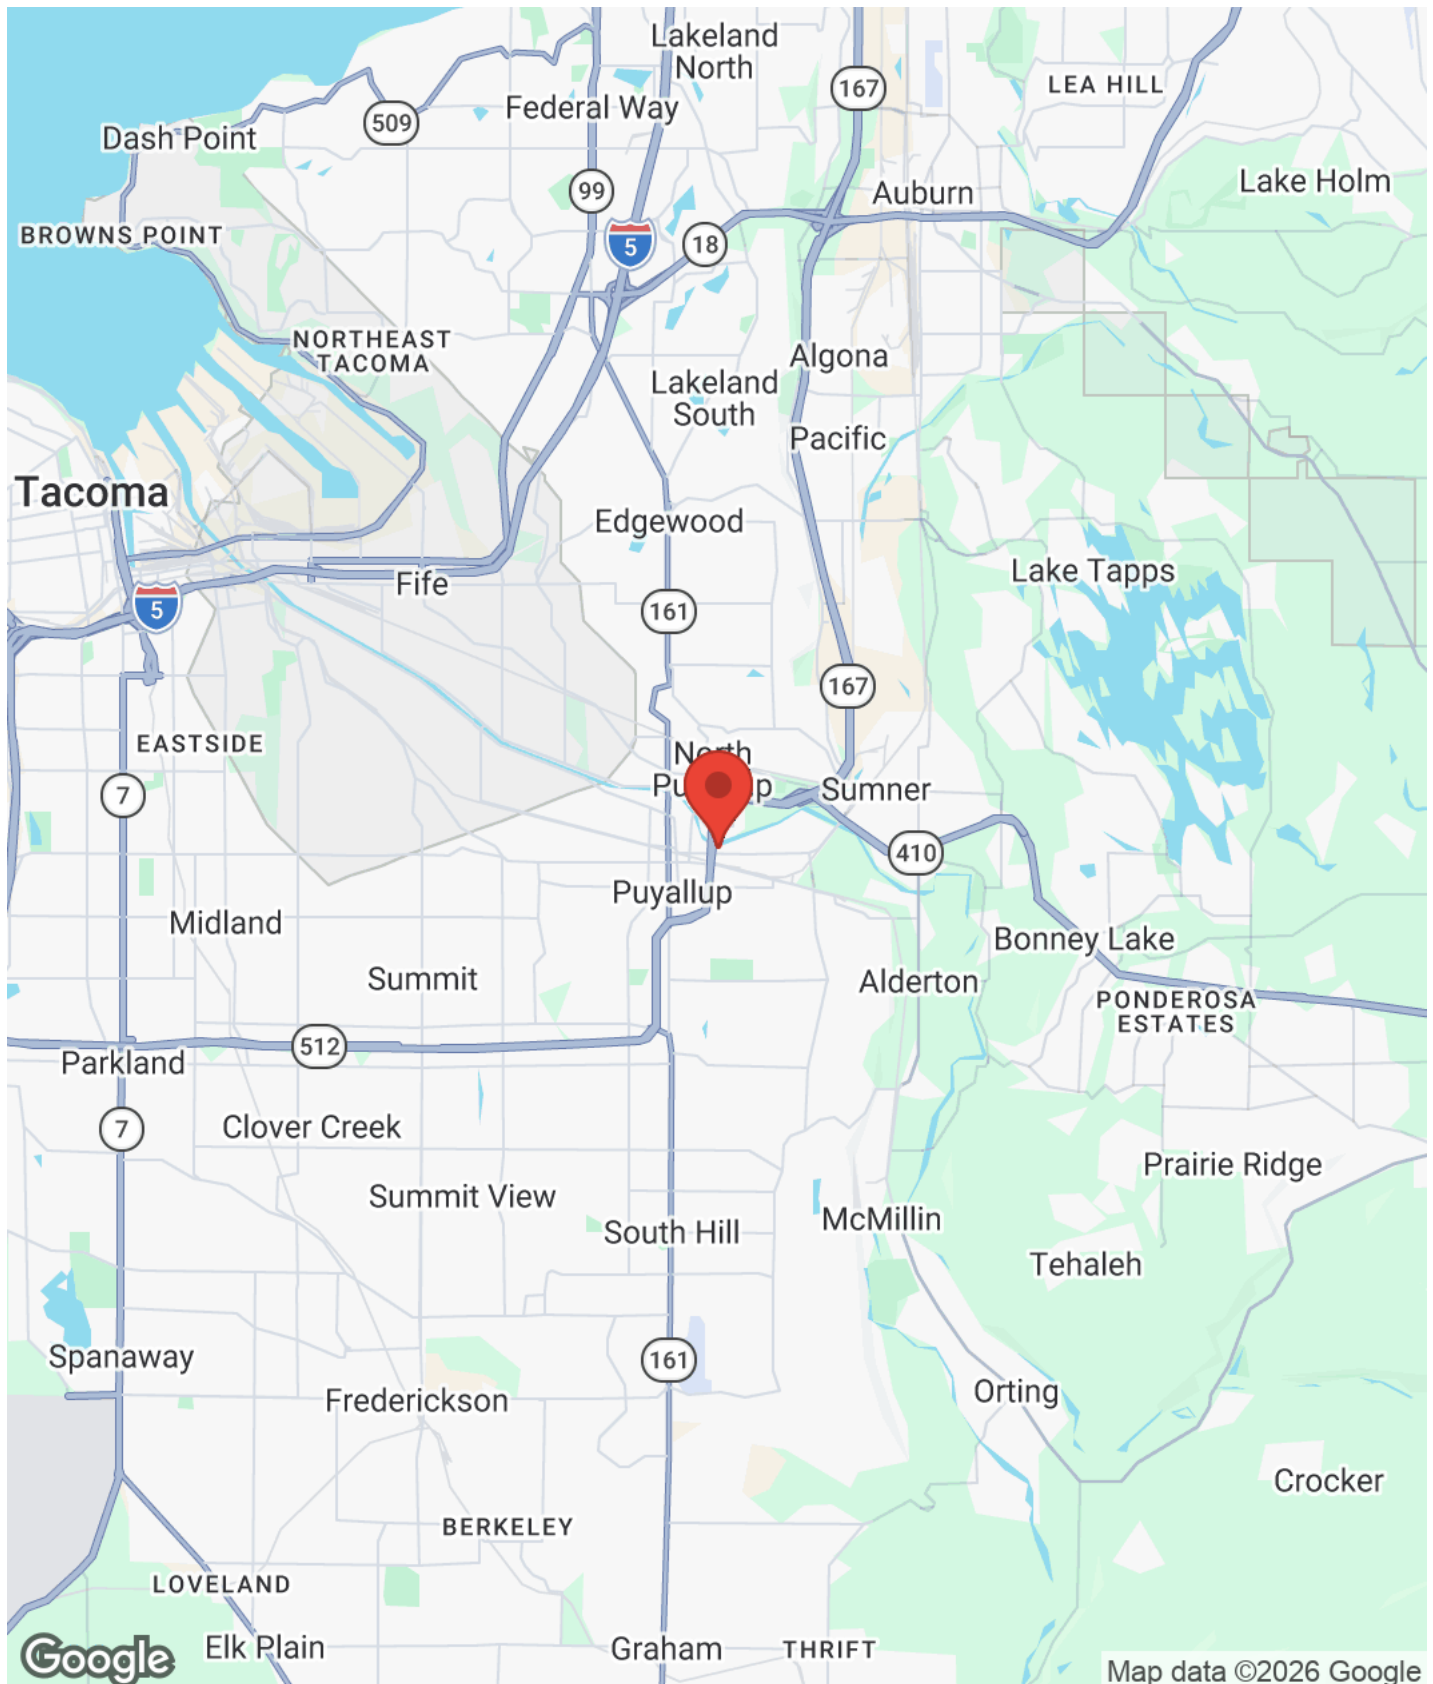 Lakeland
North
167
LEA HILL
Federal Way
509
Dash Point
Lake Holm
99
Auburn
BROWNS POINT
5
18
NORTHEAST
TACOMA
Algona
Lakeland
South
Pacific
Tacoma
Edgewood
Lake Tapps
Fife
5
161
167
EASTSIDE
North
7
Sumner
410
Puyallup
Midland
Bonney Lake
Summit
Alderton
PONDEROSA
ESTATES
512
Parkland
7
Clover Creek
Prairie Ridge
Summit View
McMillin
South Hill
Tehaleh
Spanaway
161
Orting
Frederickson
Crocker
BERKELEY
LOVELAND
Elk Plain
Graham
THRIFT
Google
Map data ©2026 Google